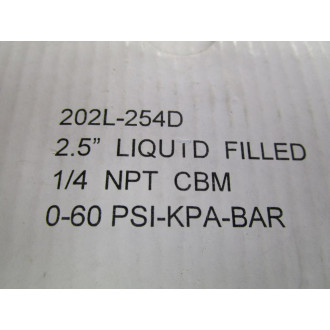 202L-254D
2.5” LIQUID FILLED
1/4 NPT CBM
0-60 PSI-KPA-BAR